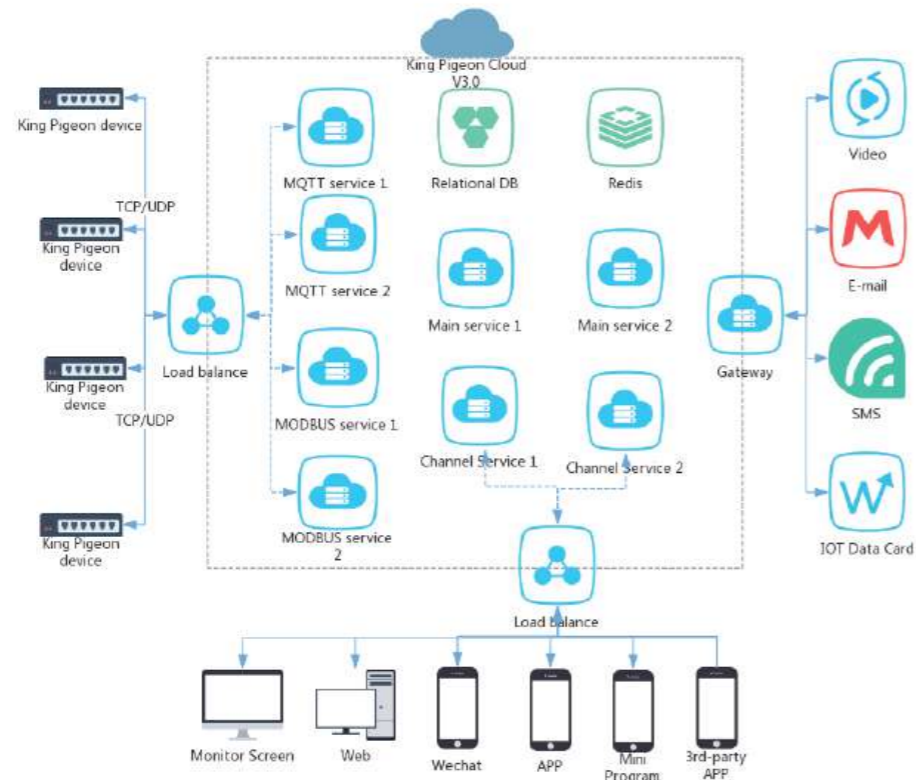 King Pigeon Cloud
V3.0
King Pigeon device
TCP/UDP
King Pigeon
device
King Pigeon
device
TCP/UDP
King Pigeon
device
Load balance
MQTT service 1
MQTT service 2
MODBUS service 1
MODBUS service
2
Relational DB
Redis
Main service 1
Main service 2
Channel Service 1
Channel Service 2
Gateway
Video
E-mail
SMS
IOT Data Card
Load balance
Monitor Screen
Web
Wechat
APP
Mini
Program
3rd-party
APP